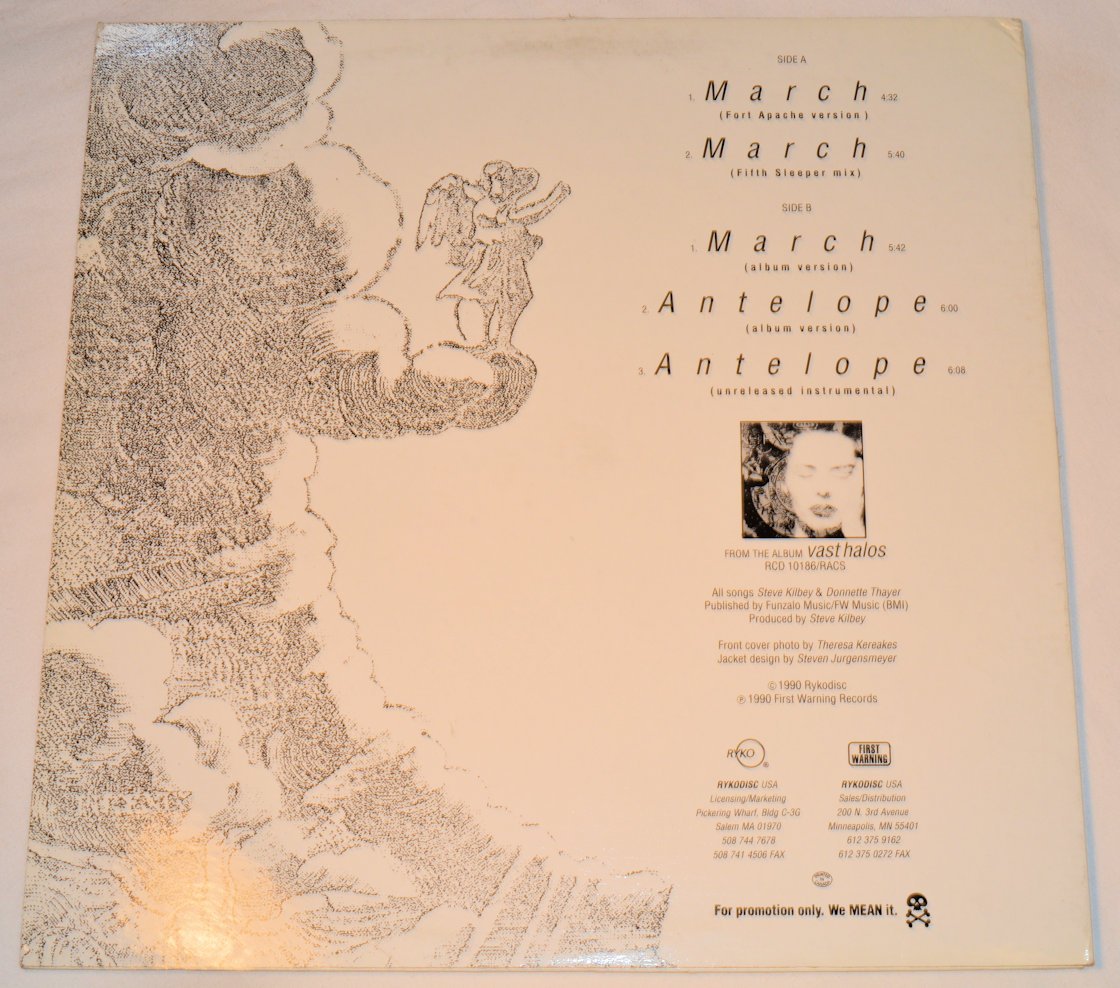 SIDE A
1. March 4:32
(Fort Apache version)
2. March 5:40
(Fifth Sleeper mix)
SIDE B
1. March 5:42
(album version)
2. Antelope 6:00
(album version)
3. Antelope 6:08
(unreleased instrumental)
FROM THE ALBUM vast halos
RCD 10186/RACS
All songs Steve Kilbey & Donnette Thayer
Published by Funzalo Music/FW Music (BMI)
Produced by Steve Kilbey
Front cover photo by Theresa Kereakes
Jacket design by Steven Jurgensmeyer
© 1990 Rykodisc
℗ 1990 First Warning Records
RYKO ®
RYKODISC USA
Licensing/Marketing
Pickering Wharf, Bldg C-3G
Salem MA 01970
508 744 7678
508 741 4506 FAX
FIRST
WARNING
RYKODISC USA
Sales/Distribution
200 N. 3rd Avenue
Minneapolis, MN 55401
612 375 9162
612 375 0272 FAX
For promotion only. We MEAN it.